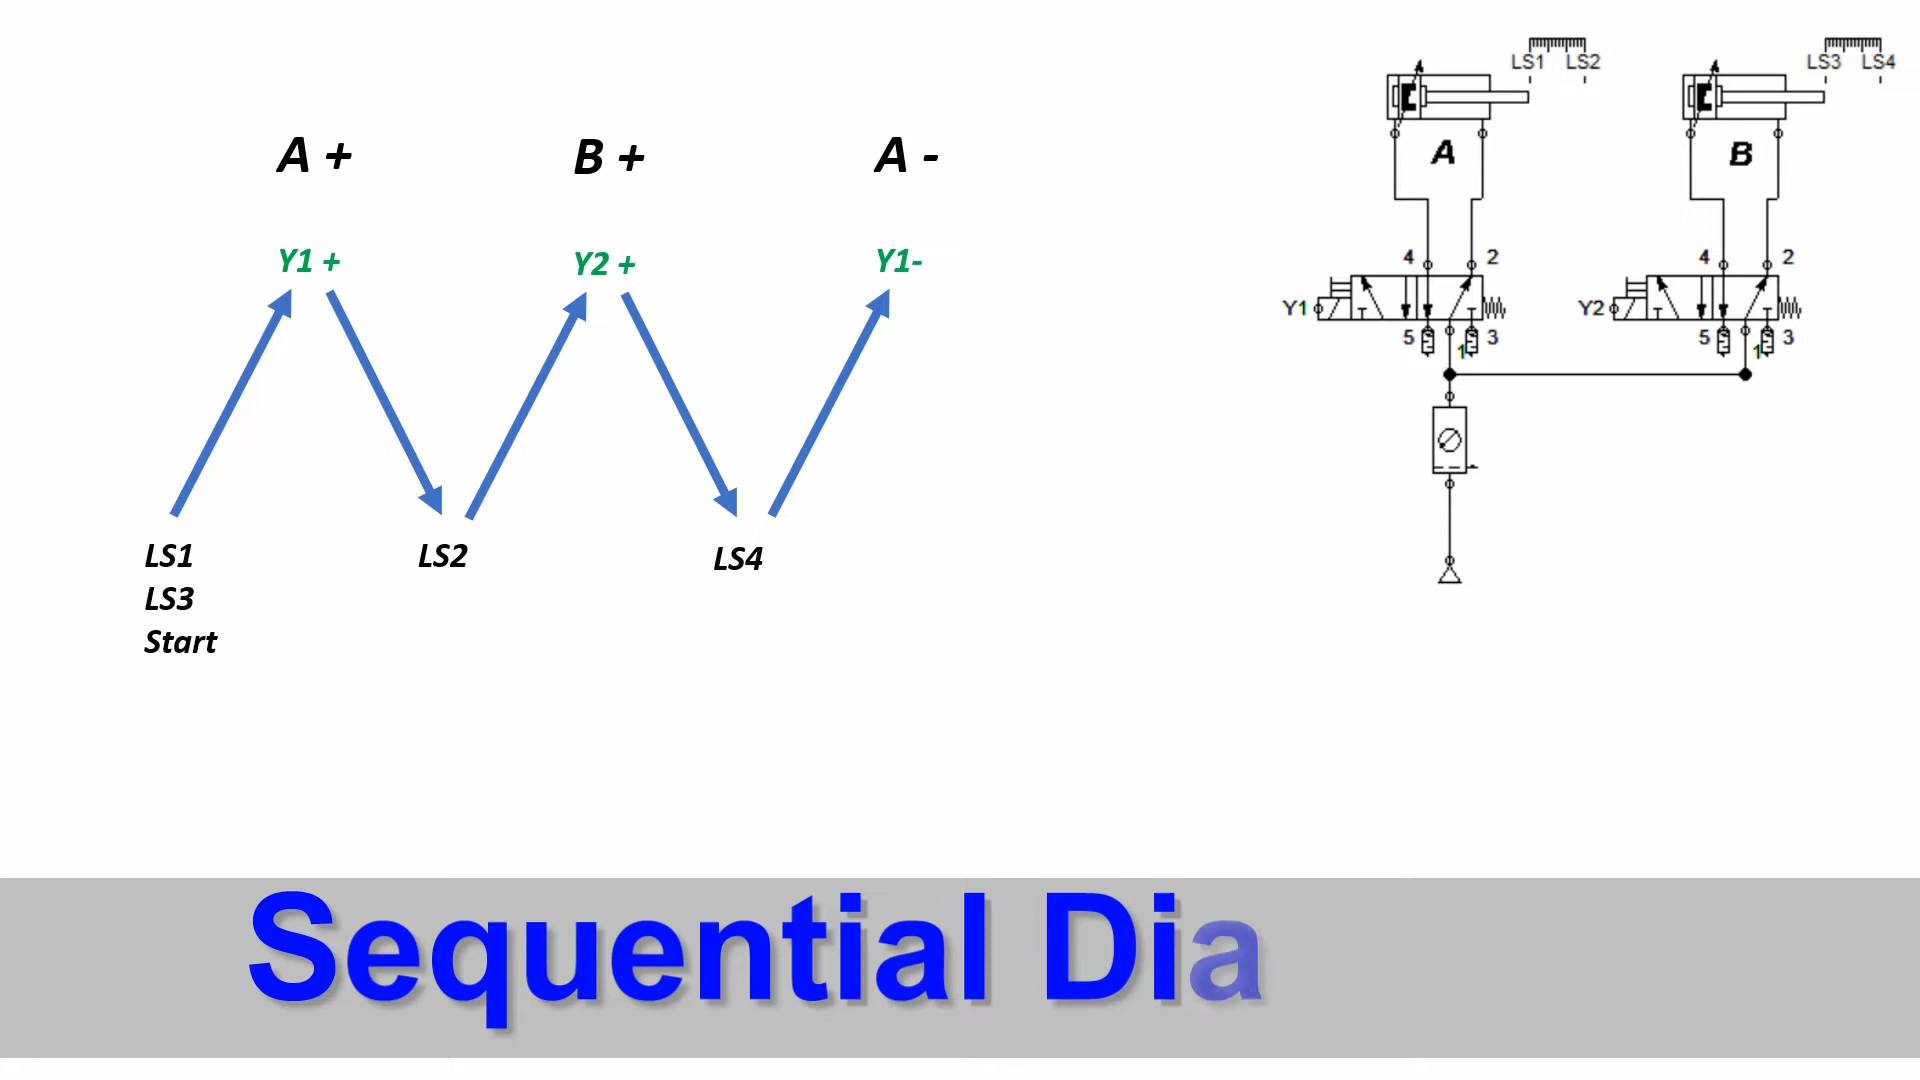 A + B + A -
Y1 + Y2 + Y1-
LS1 LS2 LS4
LS3
Start
LS1 LS2 LS3 LS4
A B
4 2 4 2
Y1 Y2
5 1 3 5 1 3
Sequential Dia